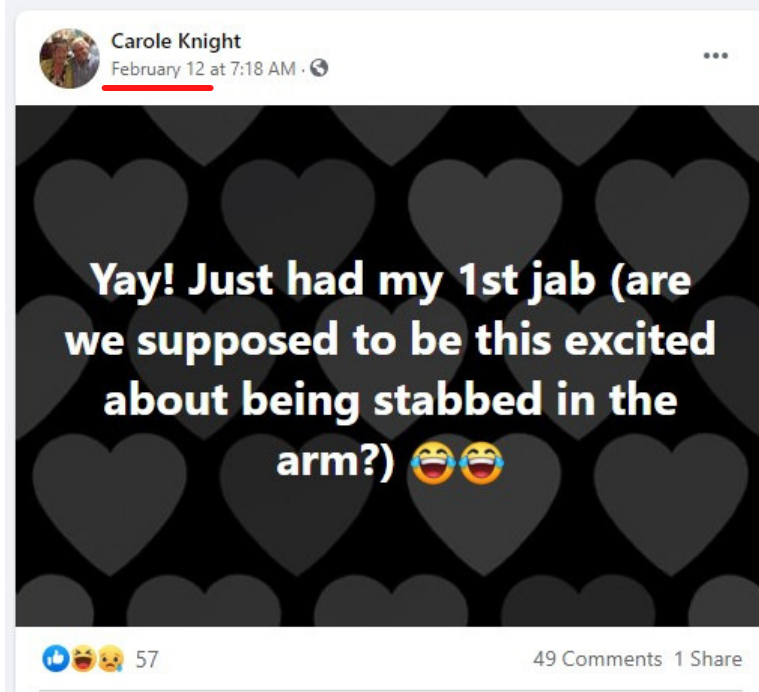 Carole Knight
February 12 at 7:18 AM ·
Yay! Just had my 1st jab (are
we supposed to be this excited
about being stabbed in the
arm?) 😂😂
57
49 Comments 1 Share